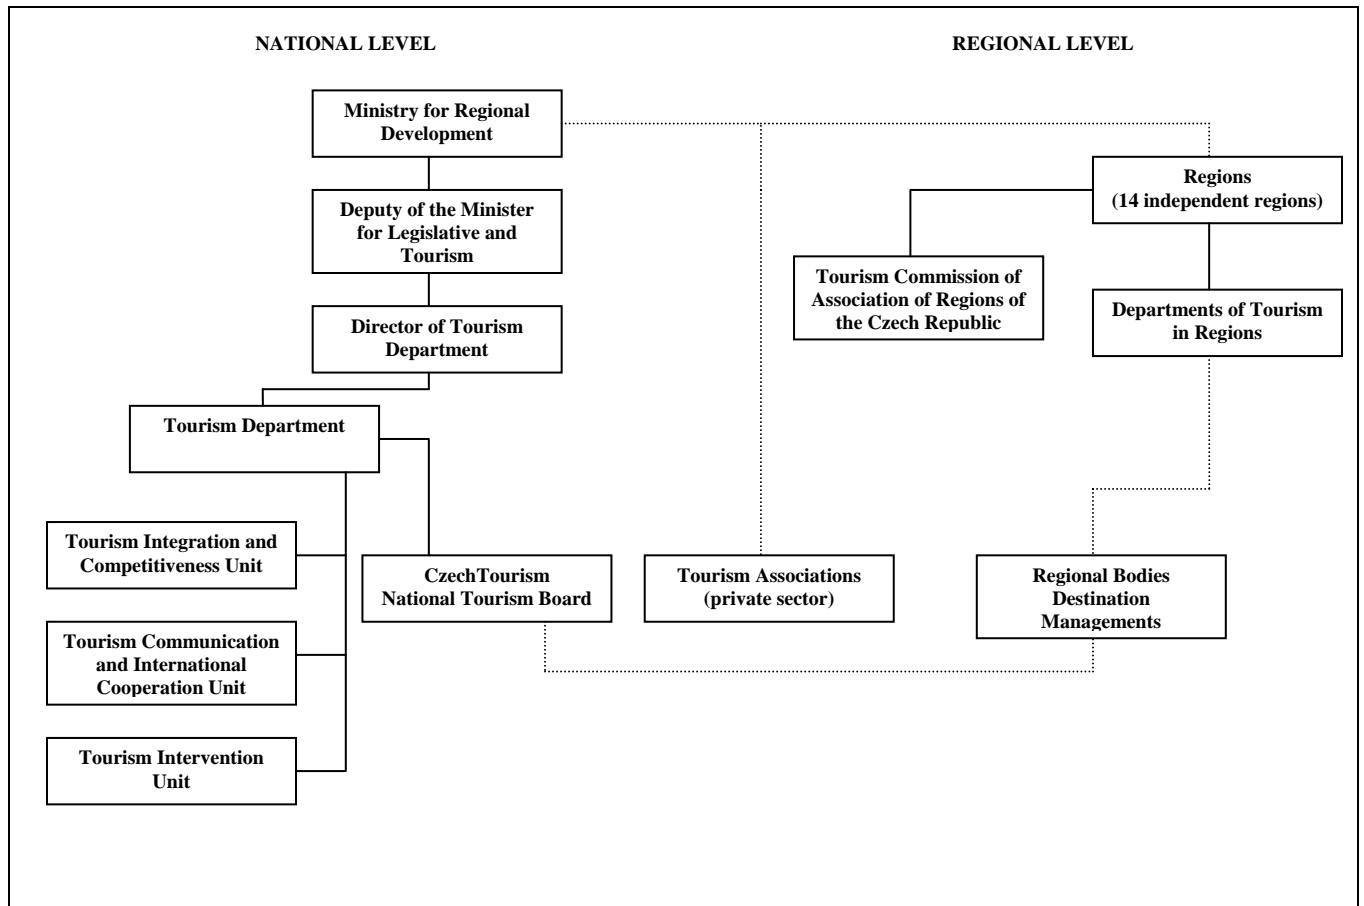 NATIONAL LEVEL
REGIONAL LEVEL
Ministry for Regional
Development
Regions
(14 independent regions)
Deputy of the Minister
for Legislative and
Tourism
Tourism Commission of
Association of Regions of
the Czech Republic
Departments of Tourism
in Regions
Director of Tourism
Department
Tourism Department
Tourism Integration and
Competitiveness Unit
CzechTourism
National Tourism Board
Tourism Associations
(private sector)
Regional Bodies
Destination
Managements
Tourism Communication
and International
Cooperation Unit
Tourism Intervention
Unit